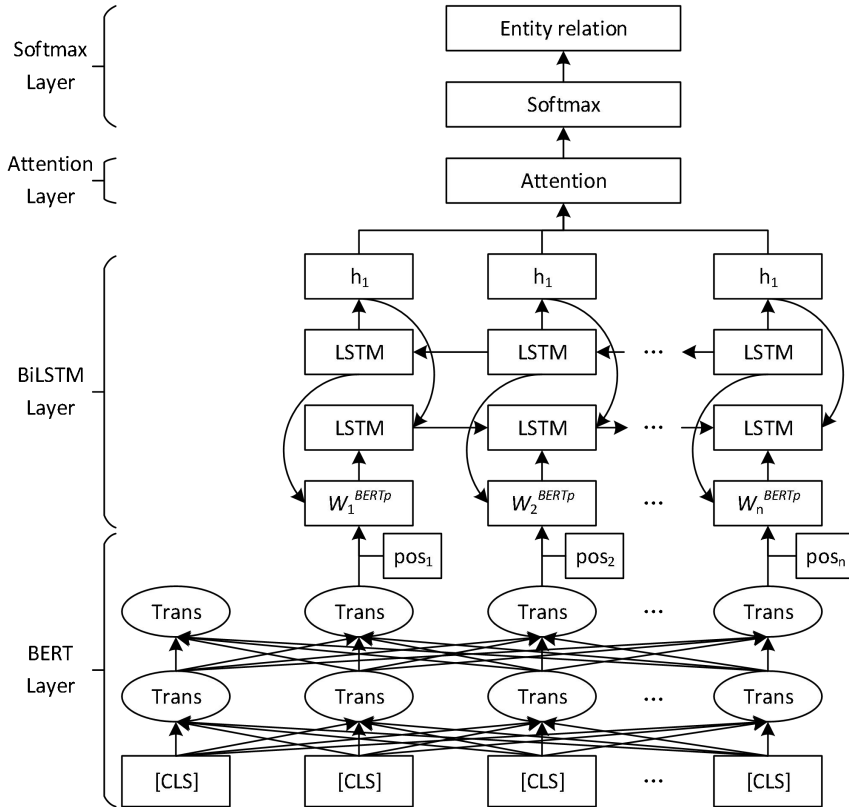 Entity relation
Softmax
Layer
Softmax
Attention
Layer
Attention
h₁ h₁ h₁
LSTM LSTM ... LSTM
BiLSTM
Layer
LSTM LSTM ... LSTM
W₁ᴮᴱᴿᵀᵖ W₂ᴮᴱᴿᵀᵖ ... Wₙᴮᴱᴿᵀᵖ
pos₁ pos₂ posₙ
Trans Trans Trans ... Trans
BERT
Layer
Trans Trans Trans ... Trans
[CLS] [CLS] [CLS] ... [CLS]